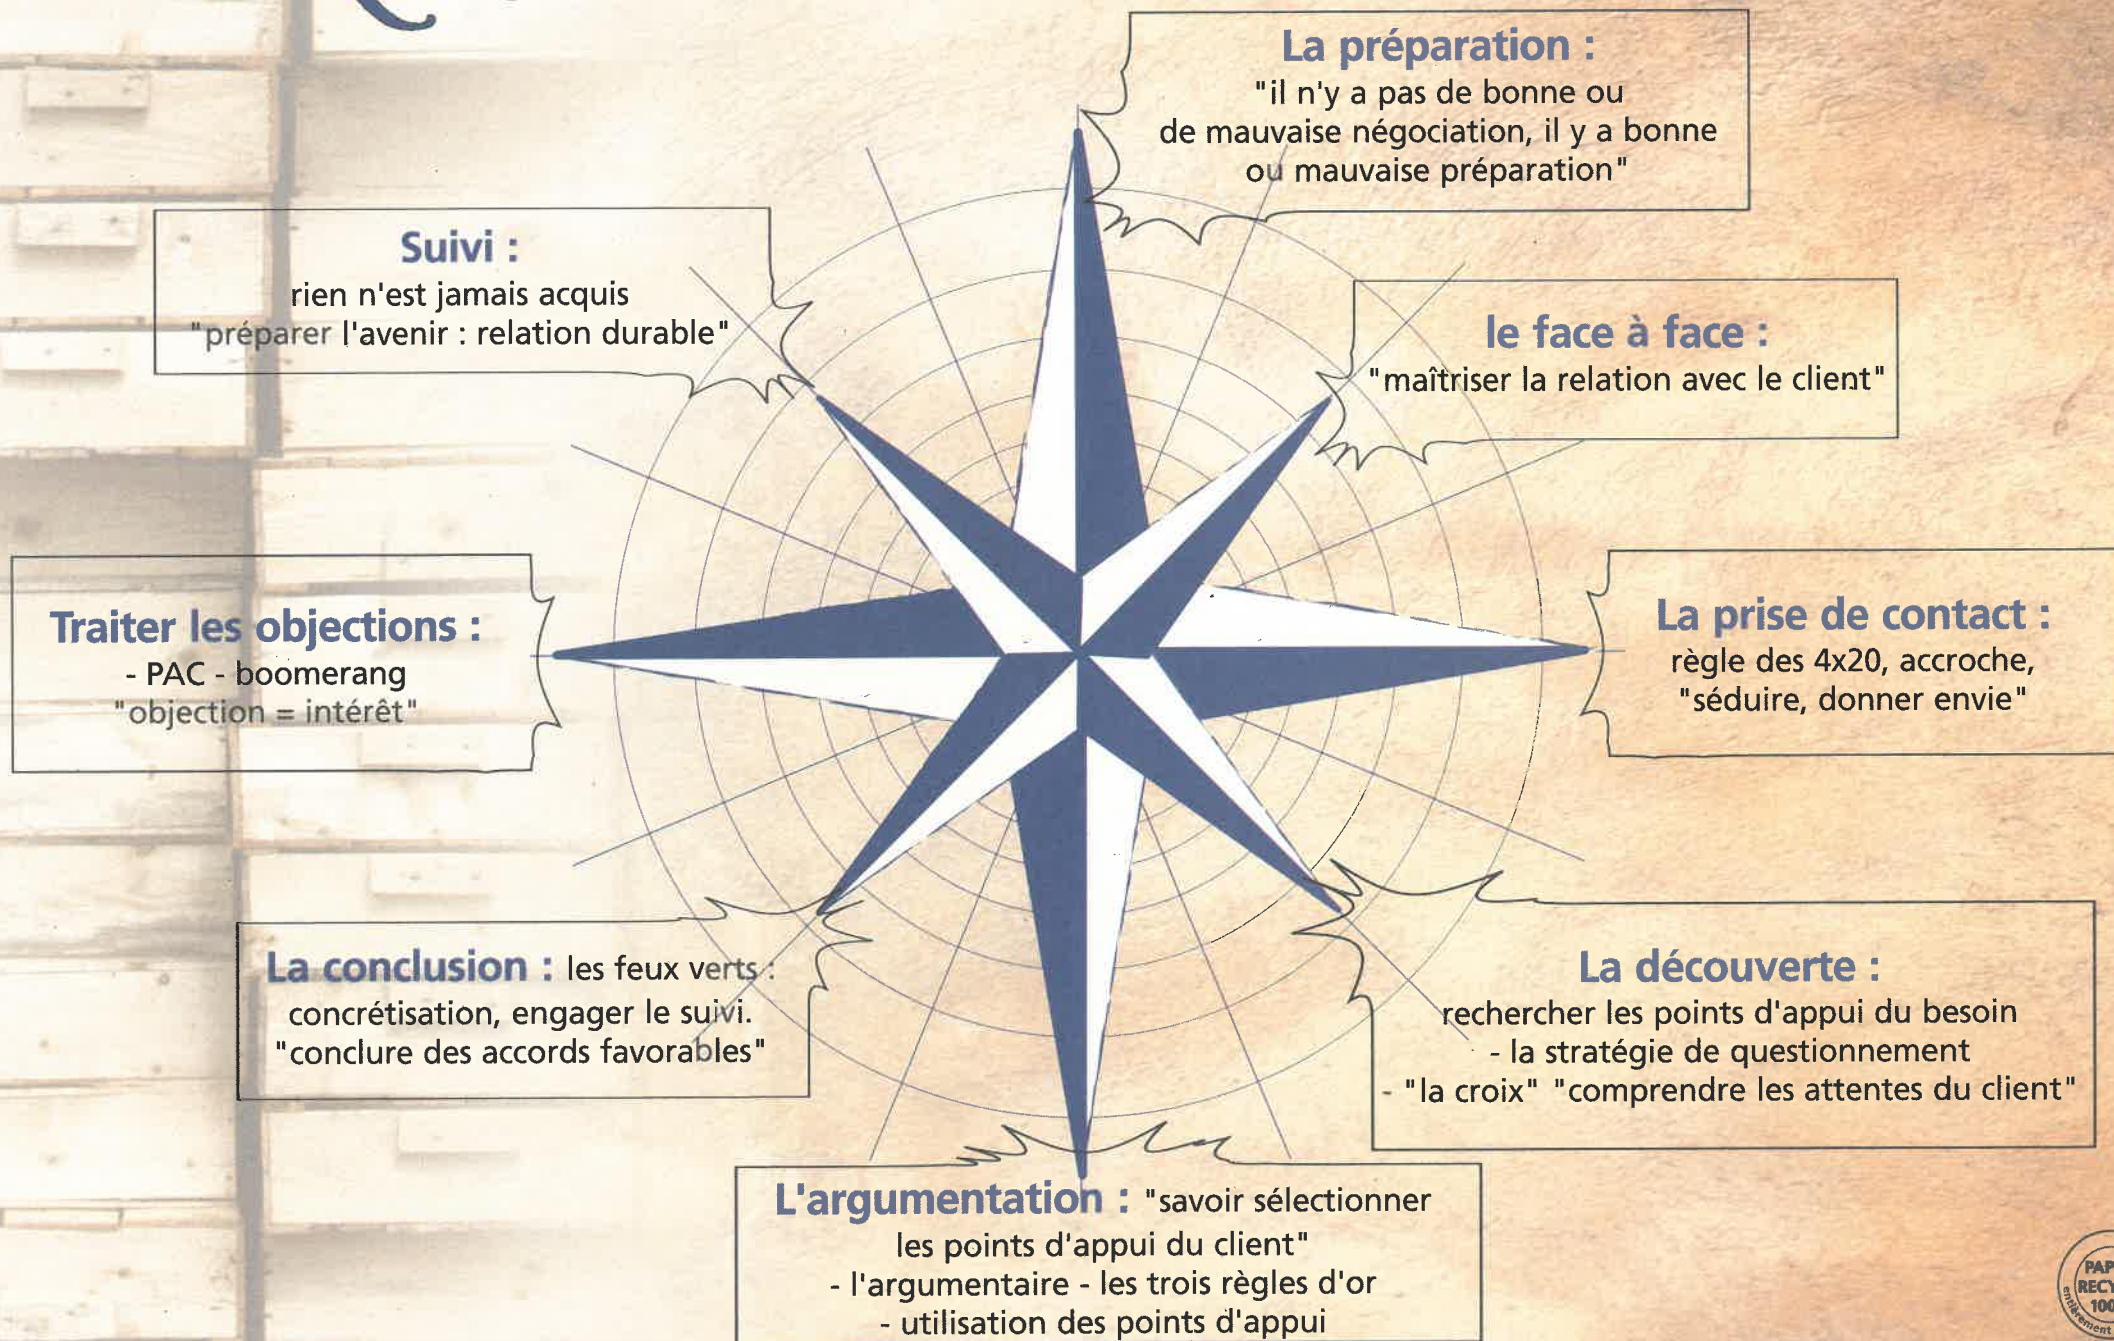 La préparation :
"il n'y a pas de bonne ou
de mauvaise négociation, il y a bonne
ou mauvaise préparation"
Suivi :
rien n'est jamais acquis
"préparer l'avenir : relation durable"
le face à face :
"maîtriser la relation avec le client"
Traiter les objections :
- PAC - boomerang
"objection = intérêt"
La prise de contact :
règle des 4x20, accroche,
"séduire, donner envie"
La conclusion : les feux verts :
concrétisation, engager le suivi.
"conclure des accords favorables"
La découverte :
rechercher les points d'appui du besoin
- la stratégie de questionnement
- "la croix" "comprendre les attentes du client"
L'argumentation : "savoir sélectionner
les points d'appui du client"
- l'argumentaire - les trois règles d'or
- utilisation des points d'appui